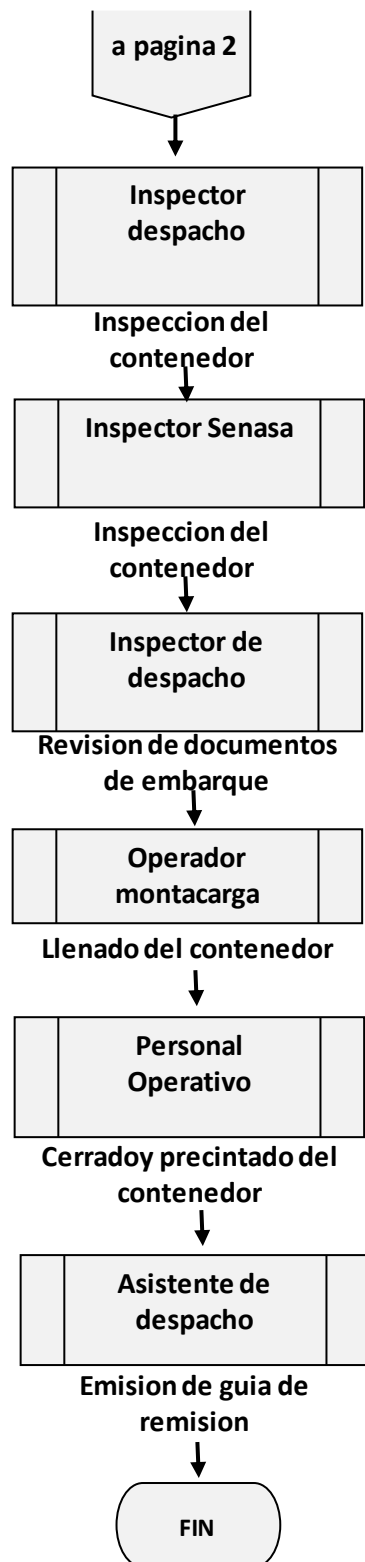 a pagina 2
Inspector
despacho
Inspeccion del
contenedor
Inspector Senasa
Inspeccion del
contenedor
Inspector de
despacho
Revision de documentos
de embarque
Operador
montacarga
Llenado del contenedor
Personal
Operativo
Cerradoy precintado del
contenedor
Asistente de
despacho
Emision de guia de
remision
FIN